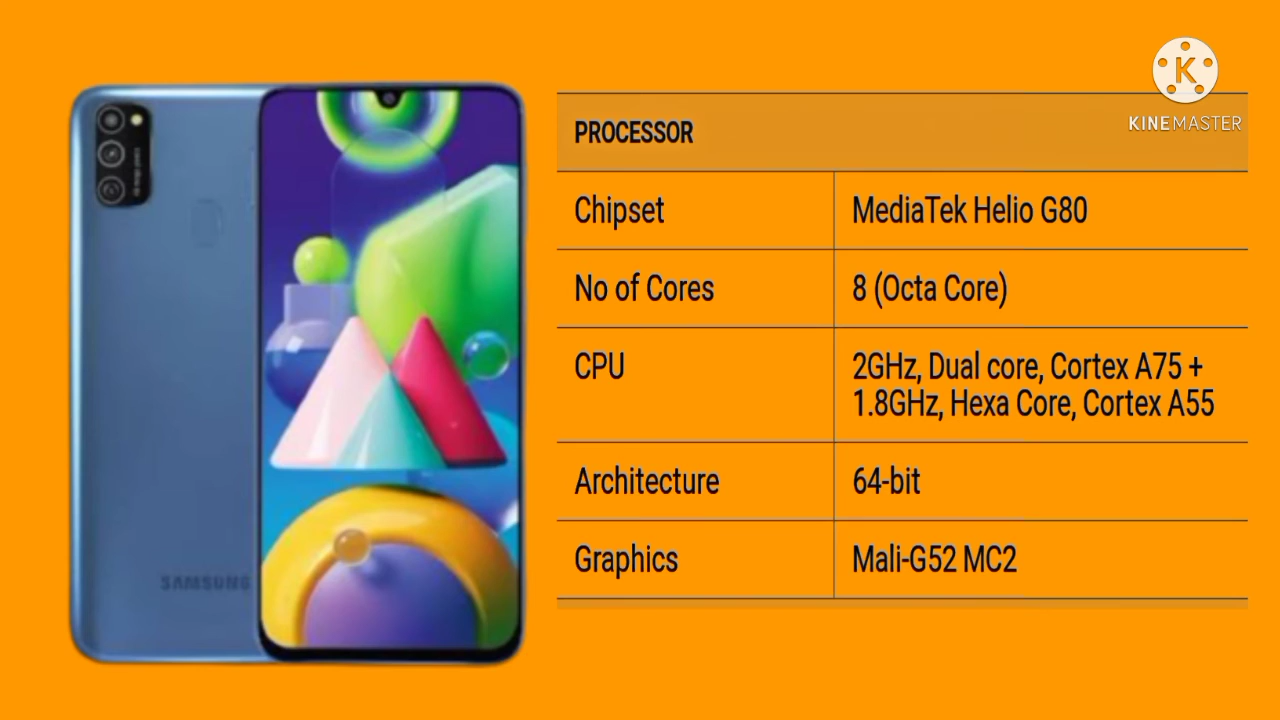 KINEMASTER
PROCESSOR
Chipset MediaTek Helio G80
No of Cores 8 (Octa Core)
CPU 2GHz, Dual core, Cortex A75 +
1.8GHz, Hexa Core, Cortex A55
Architecture 64-bit
Graphics Mali-G52 MC2
SAMSUNG